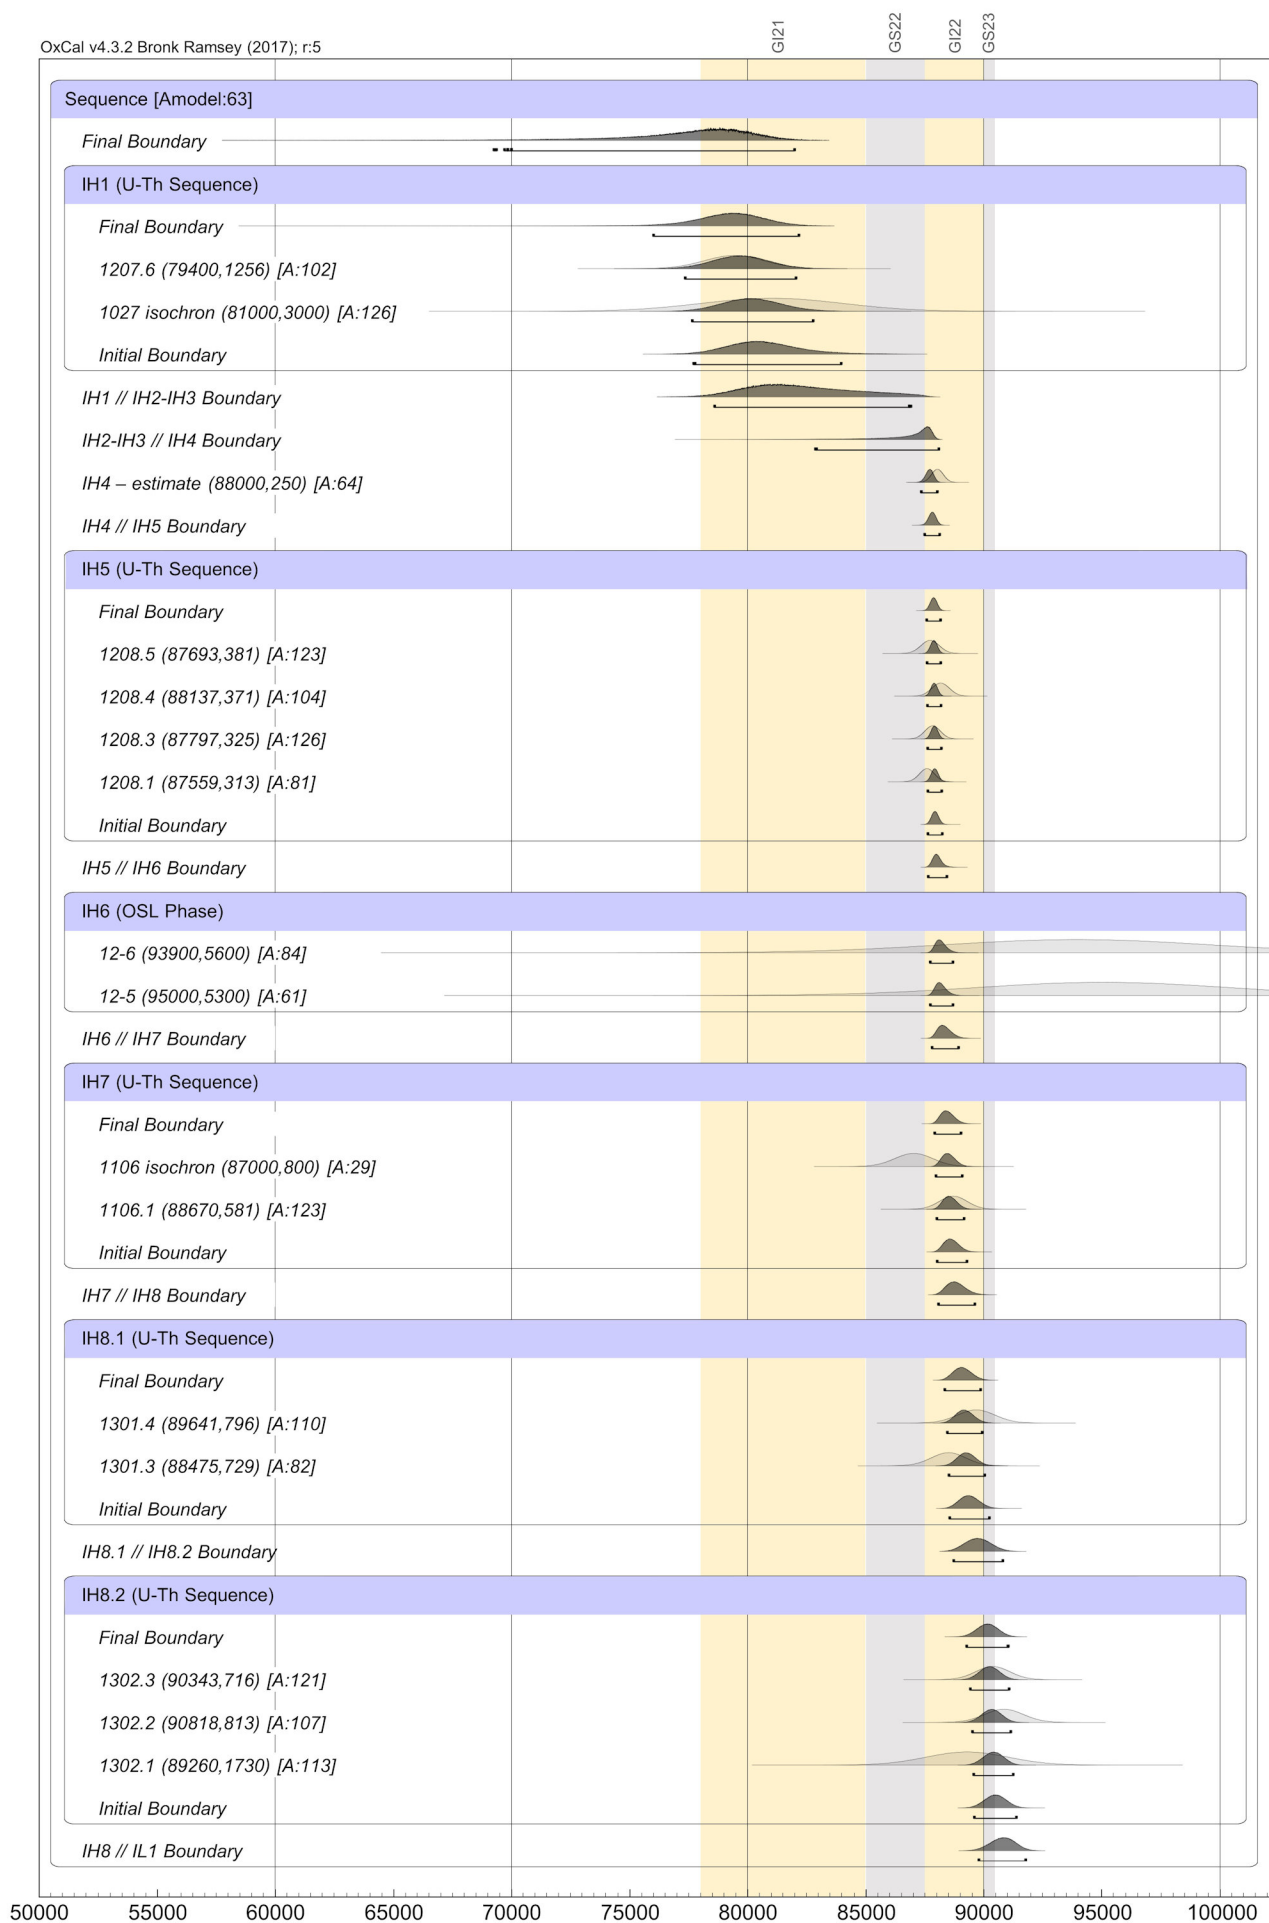 GI21
GS22
GI22
GS23
OxCal v4.3.2 Bronk Ramsey (2017); r:5
Sequence [Amodel:63]
Final Boundary
IH1 (U-Th Sequence)
Final Boundary
1207.6 (79400,1256) [A:102]
1027 isochron (81000,3000) [A:126]
Initial Boundary
IH1 // IH2-IH3 Boundary
IH2-IH3 // IH4 Boundary
IH4 – estimate (88000,250) [A:64]
IH4 // IH5 Boundary
IH5 (U-Th Sequence)
Final Boundary
1208.5 (87693,381) [A:123]
1208.4 (88137,371) [A:104]
1208.3 (87797,325) [A:126]
1208.1 (87559,313) [A:81]
Initial Boundary
IH5 // IH6 Boundary
IH6 (OSL Phase)
12-6 (93900,5600) [A:84]
12-5 (95000,5300) [A:61]
IH6 // IH7 Boundary
IH7 (U-Th Sequence)
Final Boundary
1106 isochron (87000,800) [A:29]
1106.1 (88670,581) [A:123]
Initial Boundary
IH7 // IH8 Boundary
IH8.1 (U-Th Sequence)
Final Boundary
1301.4 (89641,796) [A:110]
1301.3 (88475,729) [A:82]
Initial Boundary
IH8.1 // IH8.2 Boundary
IH8.2 (U-Th Sequence)
Final Boundary
1302.3 (90343,716) [A:121]
1302.2 (90818,813) [A:107]
1302.1 (89260,1730) [A:113]
Initial Boundary
IH8 // IL1 Boundary
50000 55000 60000 65000 70000 75000 80000 85000 90000 95000 100000